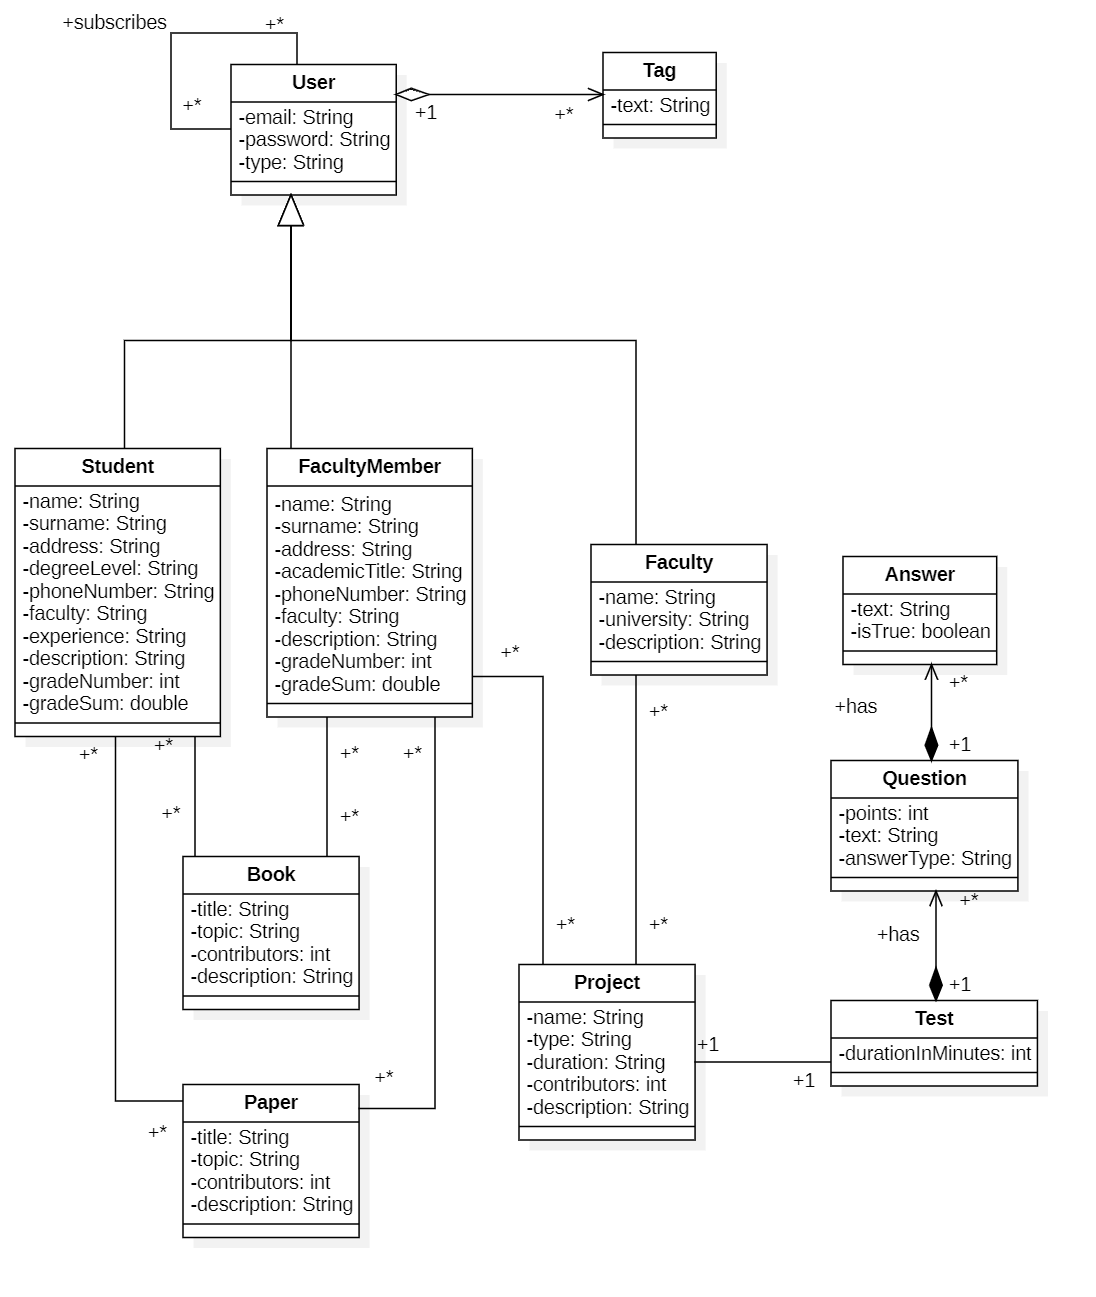 +subscribes
+*
+*
User
-email: String
-password: String
-type: String
+1
+*
Tag
-text: String
Student
-name: String
-surname: String
-address: String
-degreeLevel: String
-phoneNumber: String
-faculty: String
-experience: String
-description: String
-gradeNumber: int
-gradeSum: double
FacultyMember
-name: String
-surname: String
-address: String
-academicTitle: String
-phoneNumber: String
-faculty: String
-description: String
-gradeNumber: int
-gradeSum: double
Faculty
-name: String
-university: String
-description: String
Answer
-text: String
-isTrue: boolean
+*
+*
+has
+*
+1
+*
+*
+*
+*
+*
+*
Question
-points: int
-text: String
-answerType: String
Book
-title: String
-topic: String
-contributors: int
-description: String
+*
+*
+*
+has
+1
Project
-name: String
-type: String
-duration: String
-contributors: int
-description: String
+1
+1
Test
-durationInMinutes: int
+*
+*
Paper
-title: String
-topic: String
-contributors: int
-description: String